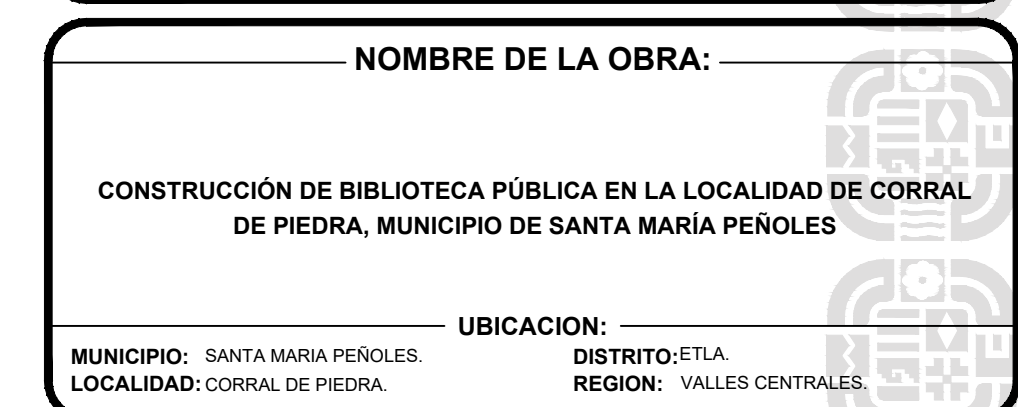 NOMBRE DE LA OBRA:
CONSTRUCCIÓN DE BIBLIOTECA PÚBLICA EN LA LOCALIDAD DE CORRAL
DE PIEDRA, MUNICIPIO DE SANTA MARÍA PEÑOLES
UBICACION:
MUNICIPIO: SANTA MARIA PEÑOLES. DISTRITO: ETLA.
LOCALIDAD: CORRAL DE PIEDRA. REGION: VALLES CENTRALES.